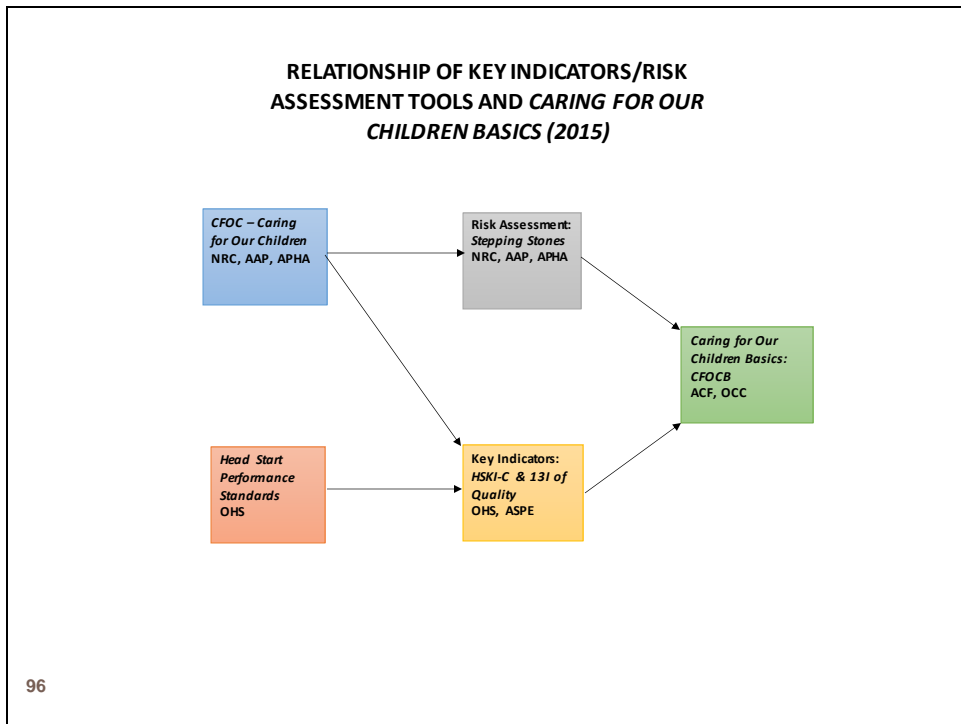 RELATIONSHIP OF KEY INDICATORS/RISK
ASSESSMENT TOOLS AND CARING FOR OUR
CHILDREN BASICS (2015)
CFOC – Caring
for Our Children
NRC, AAP, APHA
Risk Assessment:
Stepping Stones
NRC, AAP, APHA
Caring for Our
Children Basics:
CFOCB
ACF, OCC
Head Start
Performance
Standards
OHS
Key Indicators:
HSKI-C & 13I of
Quality
OHS, ASPE
96